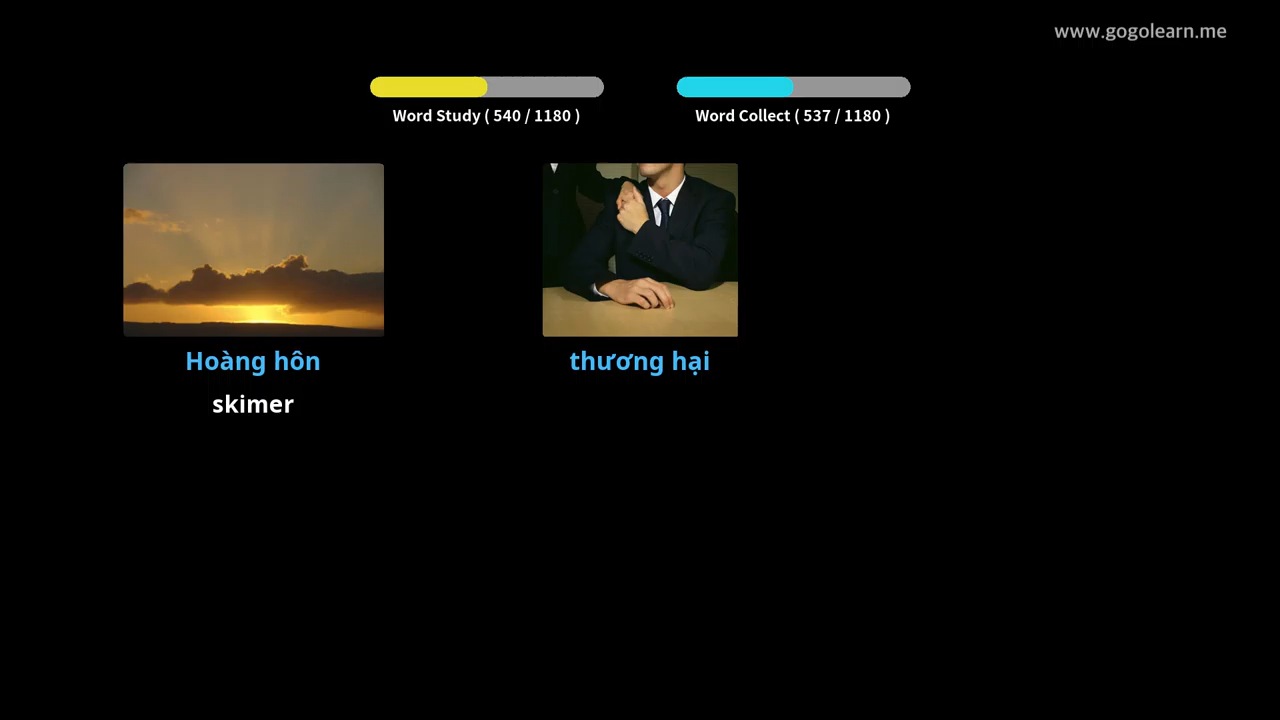 www.gogolearn.me
Word Study ( 540 / 1180 )
Word Collect ( 537 / 1180 )
Hoàng hôn
thương hại
skimer